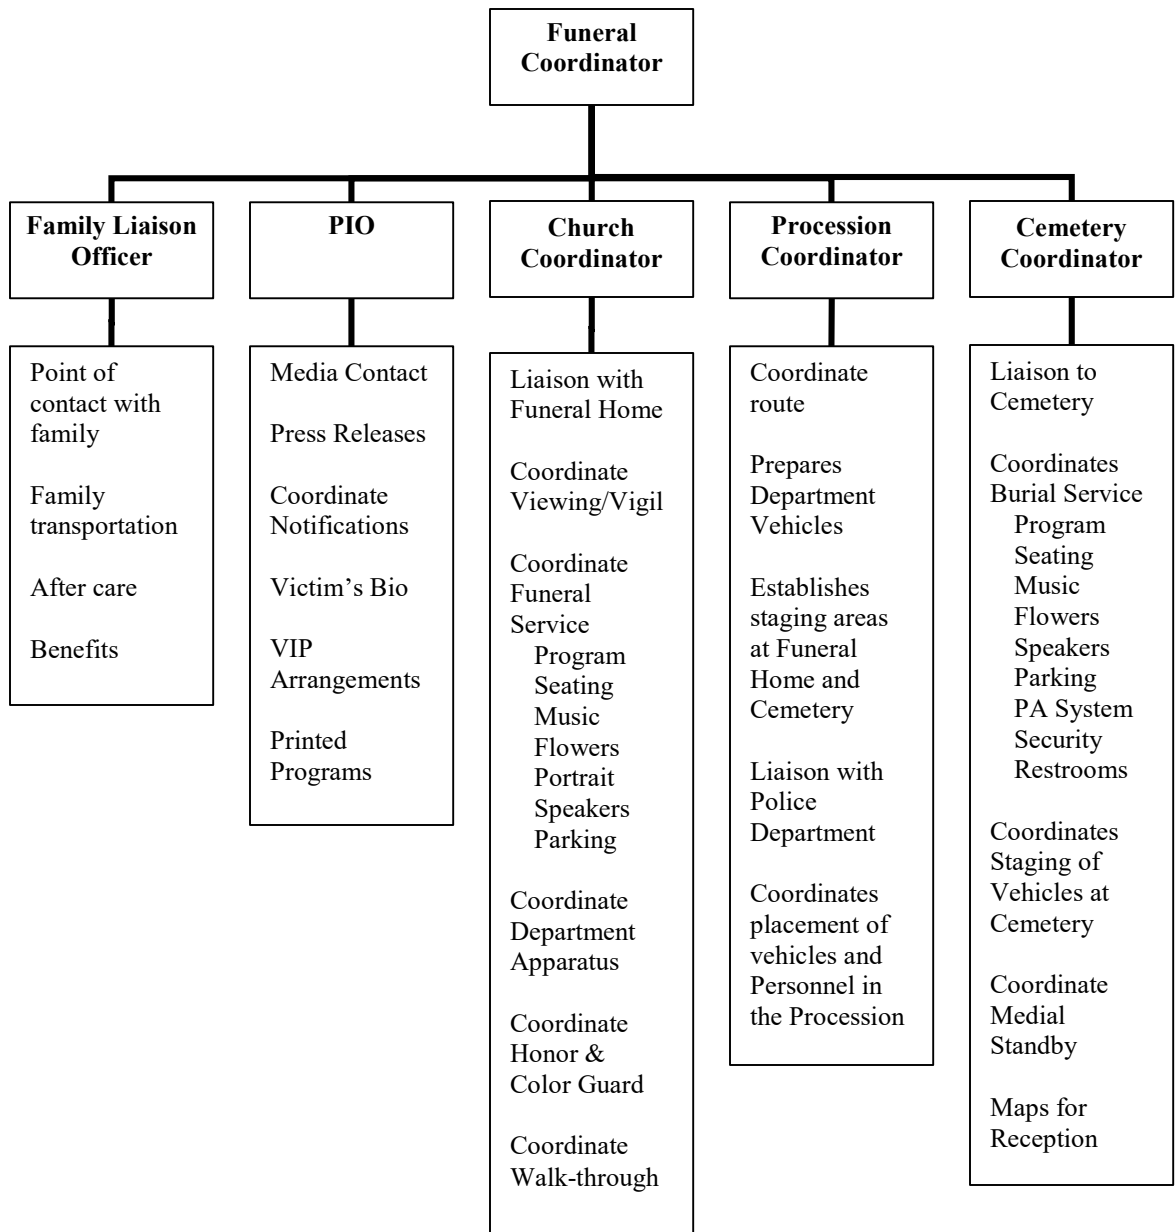 Funeral
Coordinator
Family Liaison
Officer
PIO
Church
Coordinator
Procession
Coordinator
Cemetery
Coordinator
Point of
contact with
family
Family
transportation
After care
Benefits
Media Contact
Press Releases
Coordinate
Notifications
Victim’s Bio
VIP
Arrangements
Printed
Programs
Liaison with
Funeral Home
Coordinate
Viewing/Vigil
Coordinate
Funeral
Service
Program
Seating
Music
Flowers
Portrait
Speakers
Parking
Coordinate
Department
Apparatus
Coordinate
Honor &
Color Guard
Coordinate
Walk-through
Coordinate
route
Prepares
Department
Vehicles
Establishes
staging areas
at Funeral
Home and
Cemetery
Liaison with
Police
Department
Coordinates
placement of
vehicles and
Personnel in
the Procession
Liaison to
Cemetery
Coordinates
Burial Service
Program
Seating
Music
Flowers
Speakers
Parking
PA System
Security
Restrooms
Coordinates
Staging of
Vehicles at
Cemetery
Coordinate
Medial
Standby
Maps for
Reception